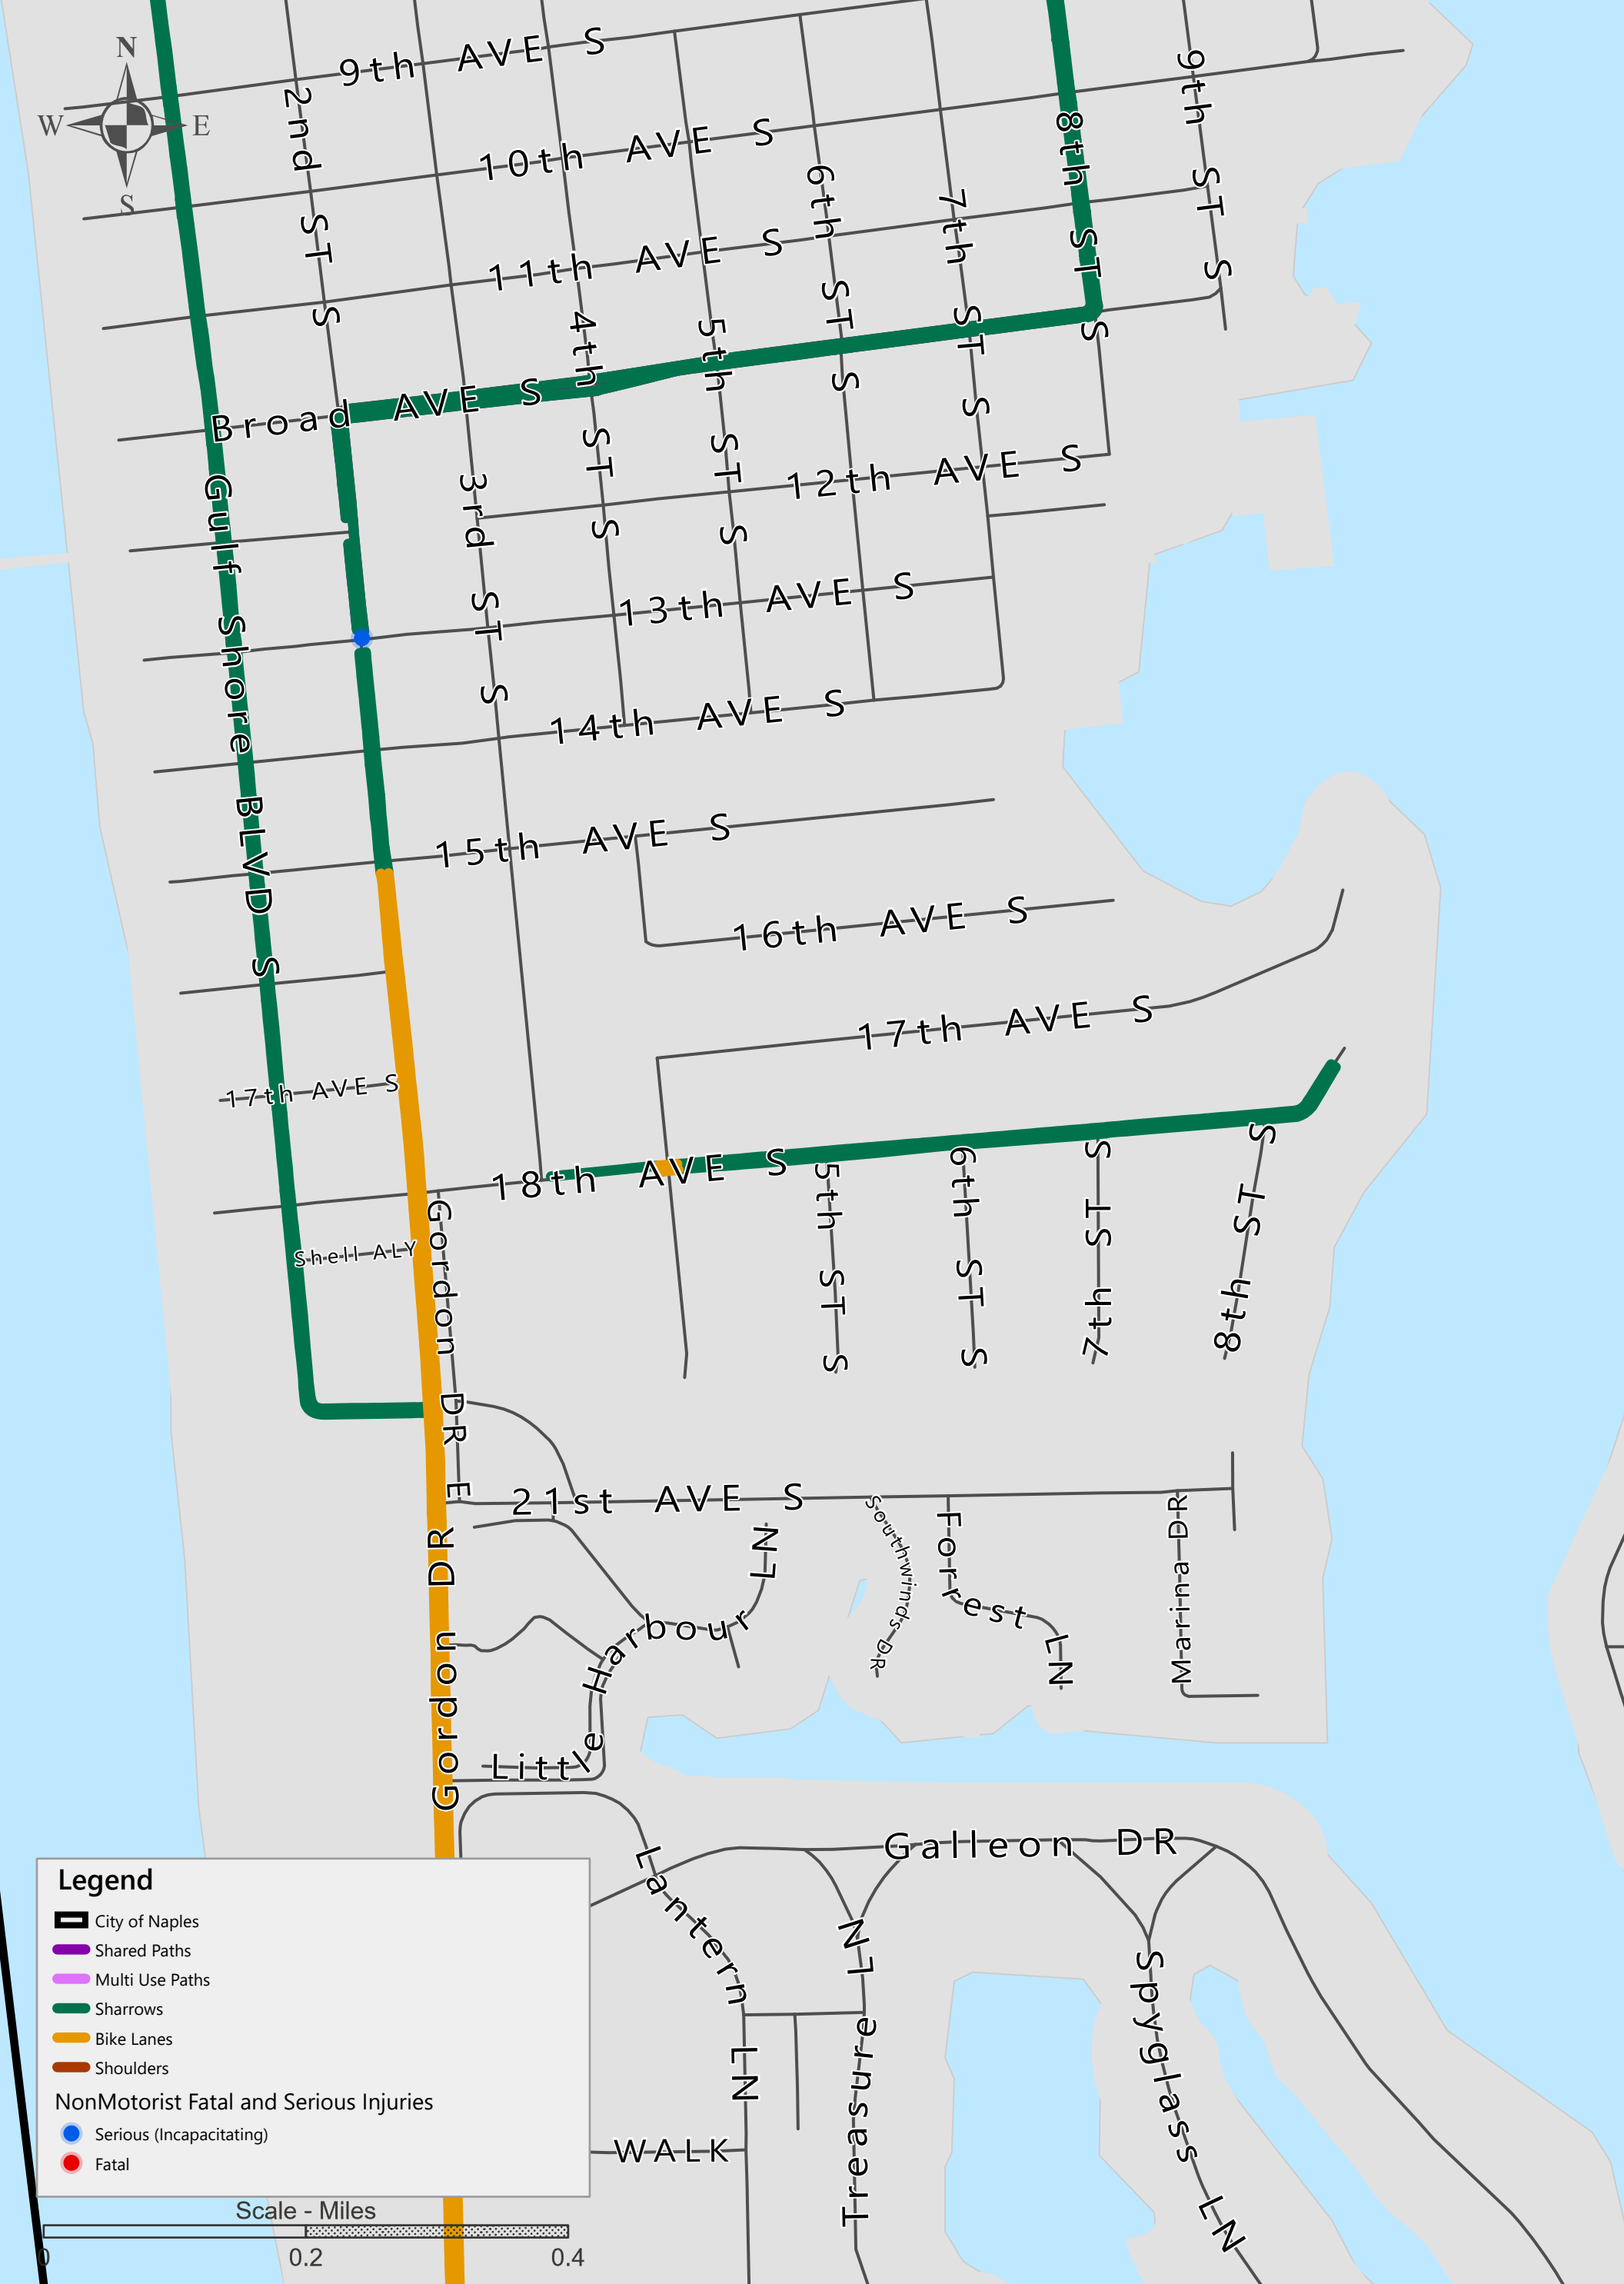 N
W E
S
9th AVE S
2nd ST S
10th AVE S
11th AVE S
6th ST S
7th ST S
8th ST S
9th ST S
4th ST S
5th ST S
Broad AVE S
3rd ST S
12th AVE S
Gulf Shore BLVD S
13th AVE S
14th AVE S
15th AVE S
16th AVE S
17th AVE S
17th AVE S
18th AVE S
5th ST S
6th ST S
7th ST S
8th ST S
Shell ALY
Gordon DR E
21st AVE S
Gordon DR
Southwinds DR
Forrest LN
Marina DR
Little Harbour LN
Galleon DR
Lantern LN
Treasure LN
Spyglass LN
WALK
Legend
City of Naples
Shared Paths
Multi Use Paths
Sharrows
Bike Lanes
Shoulders
NonMotorist Fatal and Serious Injuries
Serious (Incapacitating)
Fatal
Scale - Miles
0 0.2 0.4